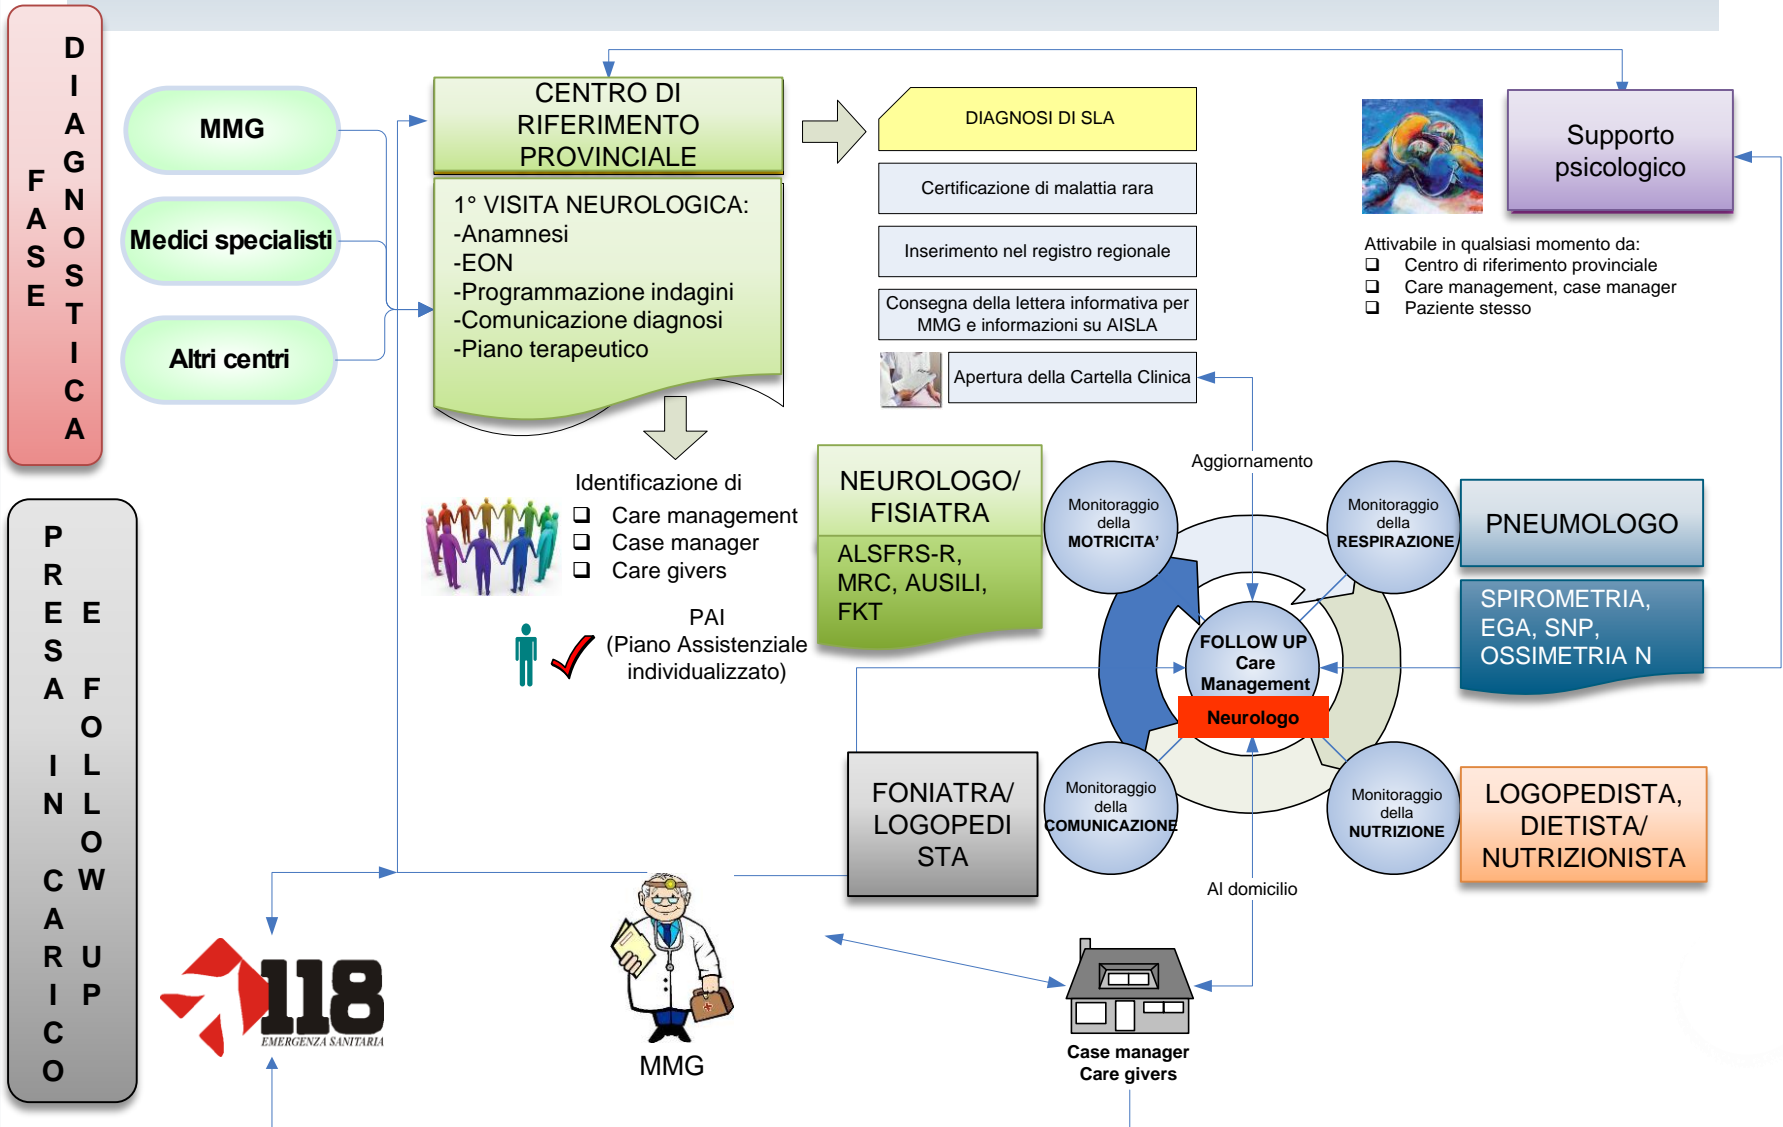 FASE
DIAGNOSTICA
MMG
Medici specialisti
Altri centri
CENTRO DI
RIFERIMENTO
PROVINCIALE
1° VISITA NEUROLOGICA:
-Anamnesi
-EON
-Programmazione indagini
-Comunicazione diagnosi
-Piano terapeutico
DIAGNOSI DI SLA
Certificazione di malattia rara
Inserimento nel registro regionale
Consegna della lettera informativa per
MMG e informazioni su AISLA
Apertura della Cartella Clinica
Supporto
psicologico
Attivabile in qualsiasi momento da:
❑ Centro di riferimento provinciale
❑ Care management, case manager
❑ Paziente stesso
PRESA IN CARICO
E FOLLOW UP
Identificazione di
❑ Care management
❑ Case manager
❑ Care givers
PAI
(Piano Assistenziale
individualizzato)
NEUROLOGO/
FISIATRA
ALSFRS-R,
MRC, AUSILI,
FKT
Monitoraggio
della
MOTRICITA'
Aggiornamento
Monitoraggio
della
RESPIRAZIONE
PNEUMOLOGO
SPIROMETRIA,
EGA, SNP,
OSSIMETRIA N
FOLLOW UP
Care
Management
Neurologo
FONIATRA/
LOGOPEDI
STA
Monitoraggio
della
COMUNICAZIONE
Monitoraggio
della
NUTRIZIONE
LOGOPEDISTA,
DIETISTA/
NUTRIZIONISTA
Al domicilio
118
EMERGENZA SANITARIA
MMG
Case manager
Care givers